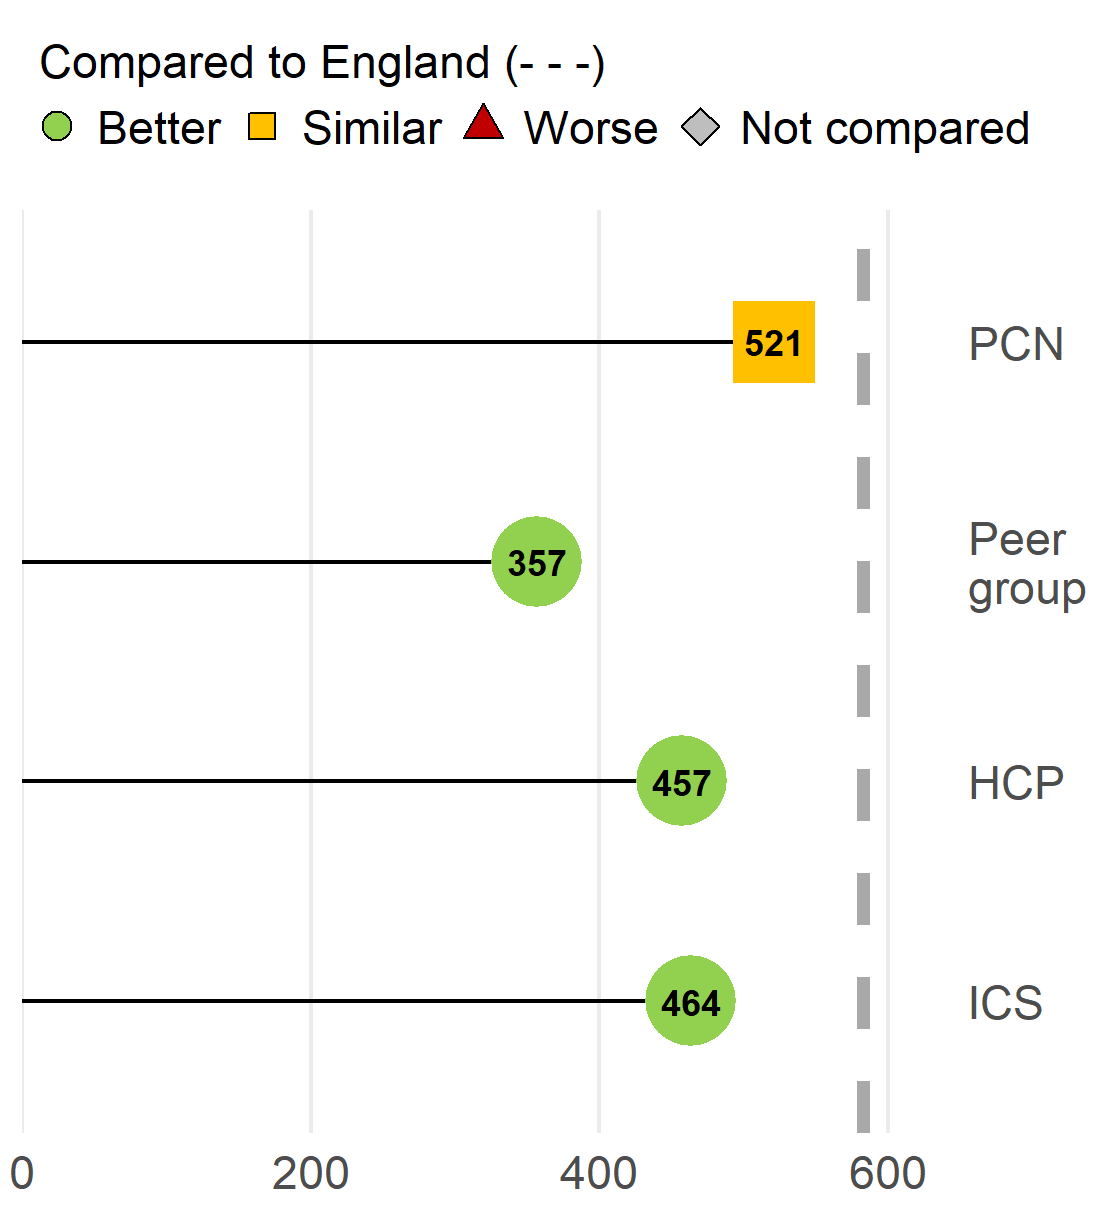 Compared to England (- - -)
Better Similar Worse Not compared
521 PCN
357 Peer
group
457 HCP
464 ICS
0 200 400 600